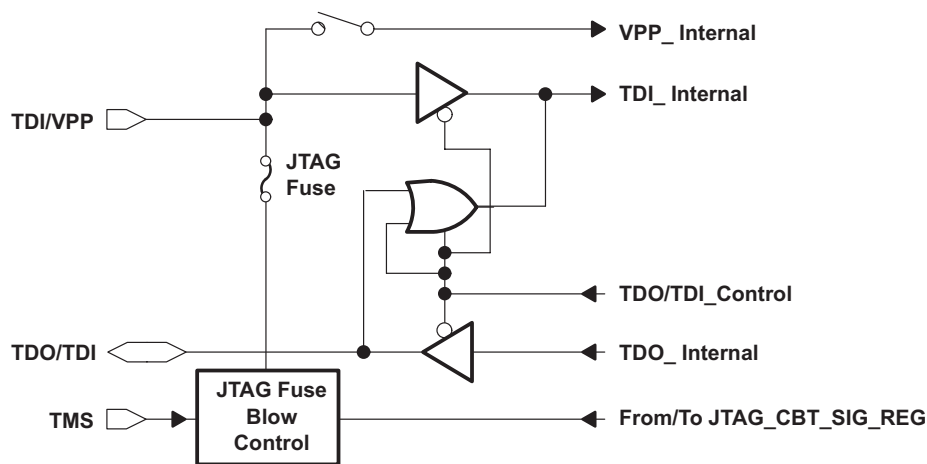 VPP_ Internal
TDI_ Internal
TDI/VPP
JTAG
Fuse
TDO/TDI_Control
TDO/TDI
TDO_ Internal
JTAG Fuse
Blow
Control
TMS
From/To JTAG_CBT_SIG_REG